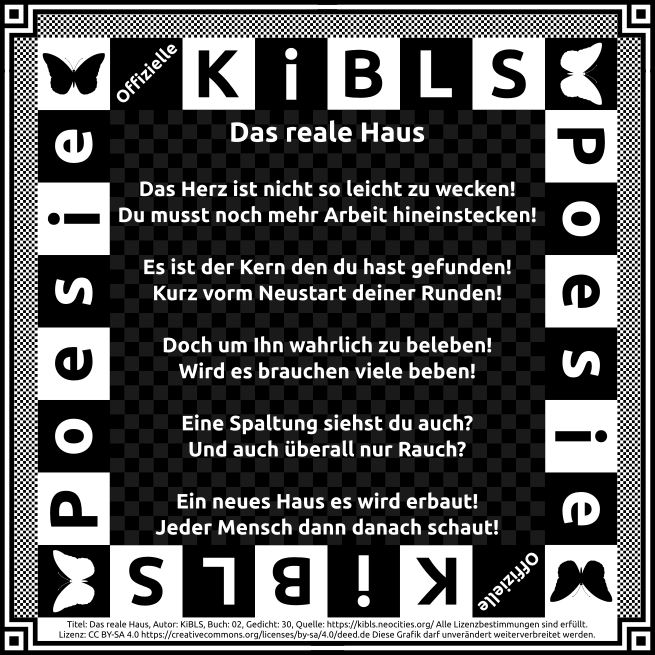 Offizielle KiBLS
Poesie
Poesie
Das reale Haus
Das Herz ist nicht so leicht zu wecken!
Du musst noch mehr Arbeit hineinstecken!
Es ist der Kern den du hast gefunden!
Kurz vorm Neustart deiner Runden!
Doch um Ihn wahrlich zu beleben!
Wird es brauchen viele beben!
Eine Spaltung siehst du auch?
Und auch überall nur Rauch?
Ein neues Haus es wird erbaut!
Jeder Mensch dann danach schaut!
Offizielle KiBLS
Titel: Das reale Haus, Autor: KiBLS, Buch: 02, Gedicht: 30, Quelle: https://kibls.neocities.org/ Alle Lizenzbestimmungen sind erfüllt.
Lizenz: CC BY-SA 4.0 https://creativecommons.org/licenses/by-sa/4.0/deed.de Diese Grafik darf unverändert weiterverbreitet werden.